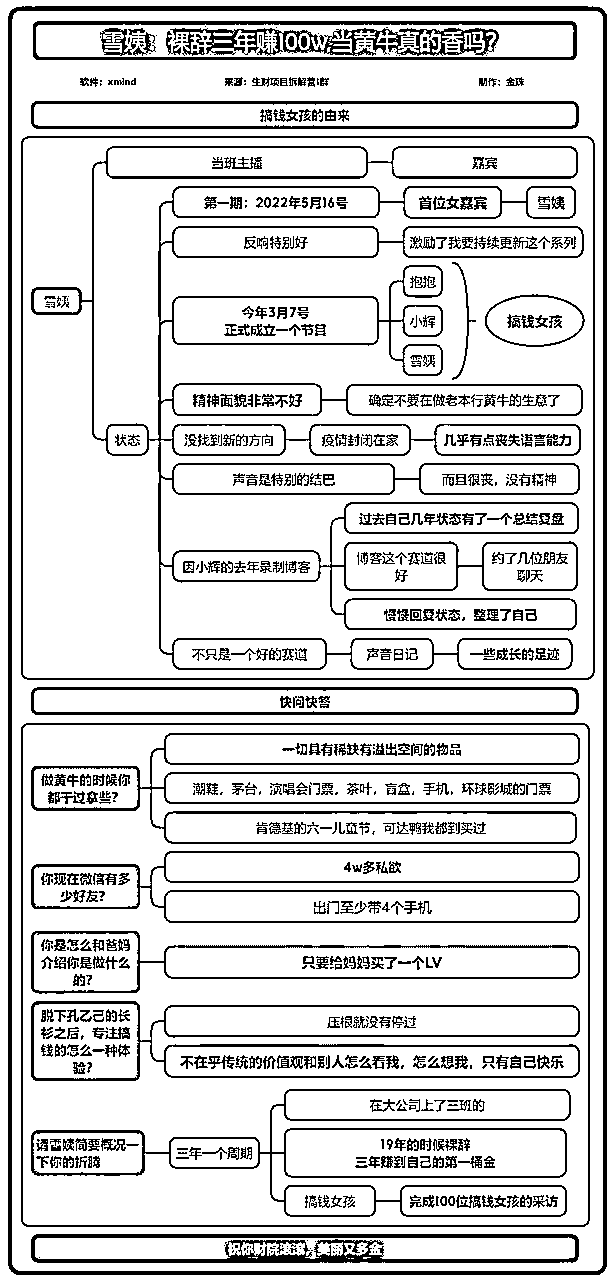 雪姨：裸辞三年赚100w当黄牛真的香吗？
软件：xmind
来源：生财项目拆解营1群
制作：金珠
搞钱女孩的由来
雪姨
当班主播
嘉宾
状态
第一期：2022年5月16号
首位女嘉宾
雪姨
反响特别好
激励了我要持续更新这个系列
今年3月7号
正式成立一个节营
抱抱
小辉
雪姨
搞钱女孩
精神面貌非常不好
确定不要在做老本行黄牛的生意了
没找到新的方向
疫情封闭在家
几乎有点丧失语言能力
声音是特别的结巴
而且很丧，没有精神
因小辉的去年录制博客
过去自己几年状态有了一个总结复盘
博客这个赛道很
好
约了几位朋友
聊天
慢慢回复状态，整理了自己
不只是一个好的赛道
声音日记
一些成长的足迹
快问快答
做黄牛的时候你
都干过拿些？
一切具有稀缺有溢出空间的物品
潮鞋，茅台，演唱会门票，茶叶，盲盒，手机，环球影城的门票
肯德基的六一儿童节，可达鸭我都到买过
你现在微信有多
少好友？
4w多私欲
出门至少带4个手机
你是怎么和爸妈
介绍你是做什么
的？
只要给妈妈买了一个LV
脱下孔乙己的长
衫之后，专注搞
钱的怎么一种体
验？
压根就没有停过
不在乎传统的价值观和别人怎么看我，怎么想我，只有自己快乐
请雪姨简要概况一
下你的折腾
三年一个周期
在大公司上了三班的
19年的时候裸辞
三年赚到自己的第一桶金
搞钱女孩
完成100位搞钱女孩的采访
祝你财院滚滚，美丽又多金